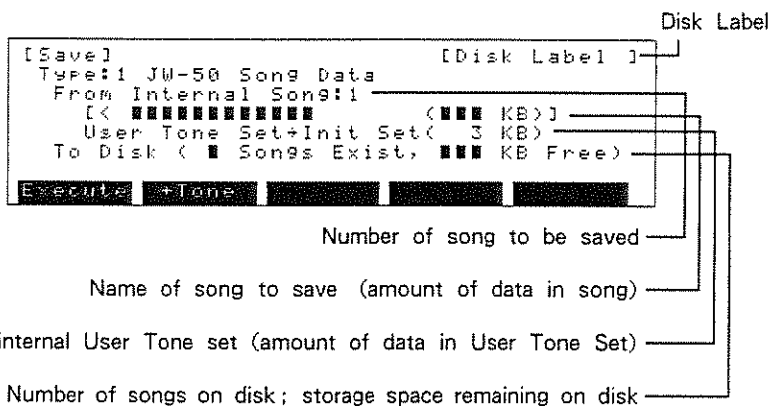 Disk Label
[Save] [Disk Label ]
Type:1 JW-50 Song Data
From Internal Song:1
[< ■■■■■■■■■■■■ (■■■ KB)]
User Tone Set→Init Set( 3 KB)
To Disk ( ■ Songs Exist, ■■■ KB Free)
Execute +Tone
Number of song to be saved
Name of song to save (amount of data in song)
internal User Tone set (amount of data in User Tone Set)
Number of songs on disk ; storage space remaining on disk